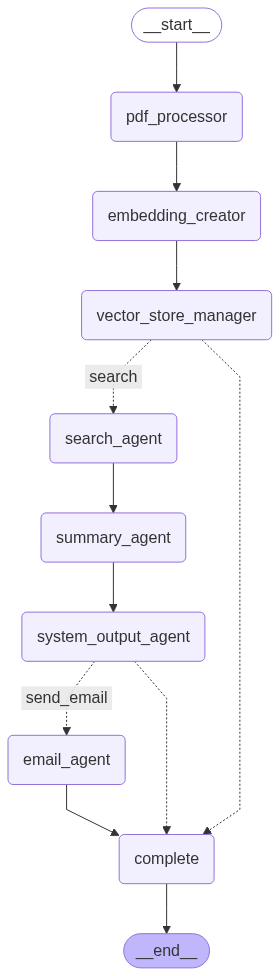 __start__
pdf_processor
embedding_creator
vector_store_manager
search
search_agent
summary_agent
system_output_agent
send_email
email_agent
complete
__end__